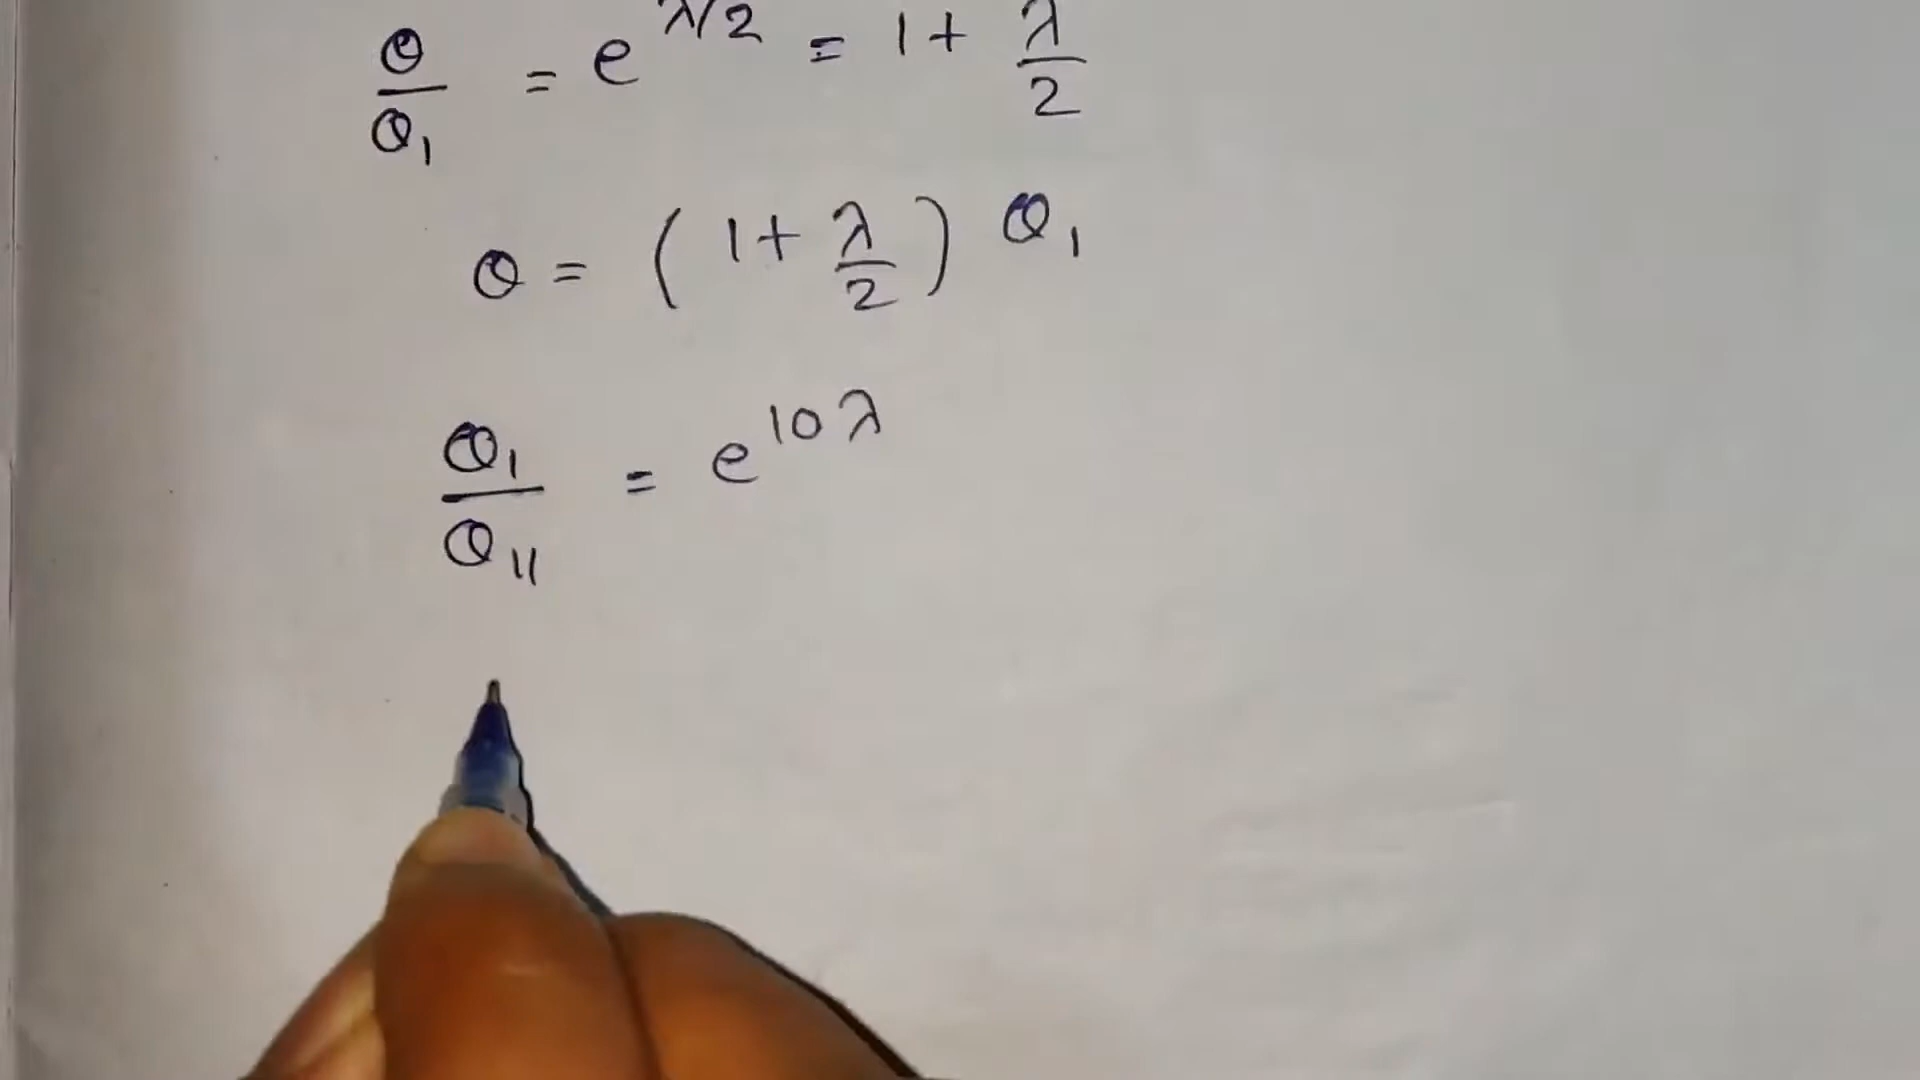 θ/θ₁ = e^(λ/2) = 1 + λ/2
θ = (1 + λ/2) θ₁
θ₁/θ₁₁ = e^(10λ)